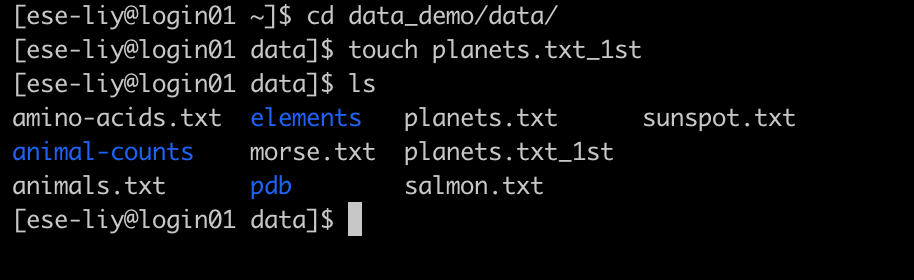 [ese-liy@login01 ~]$ cd data_demo/data/
[ese-liy@login01 data]$ touch planets.txt_1st
[ese-liy@login01 data]$ ls
amino-acids.txt  elements   planets.txt      sunspot.txt
animal-counts    morse.txt  planets.txt_1st
animals.txt      pdb        salmon.txt
[ese-liy@login01 data]$